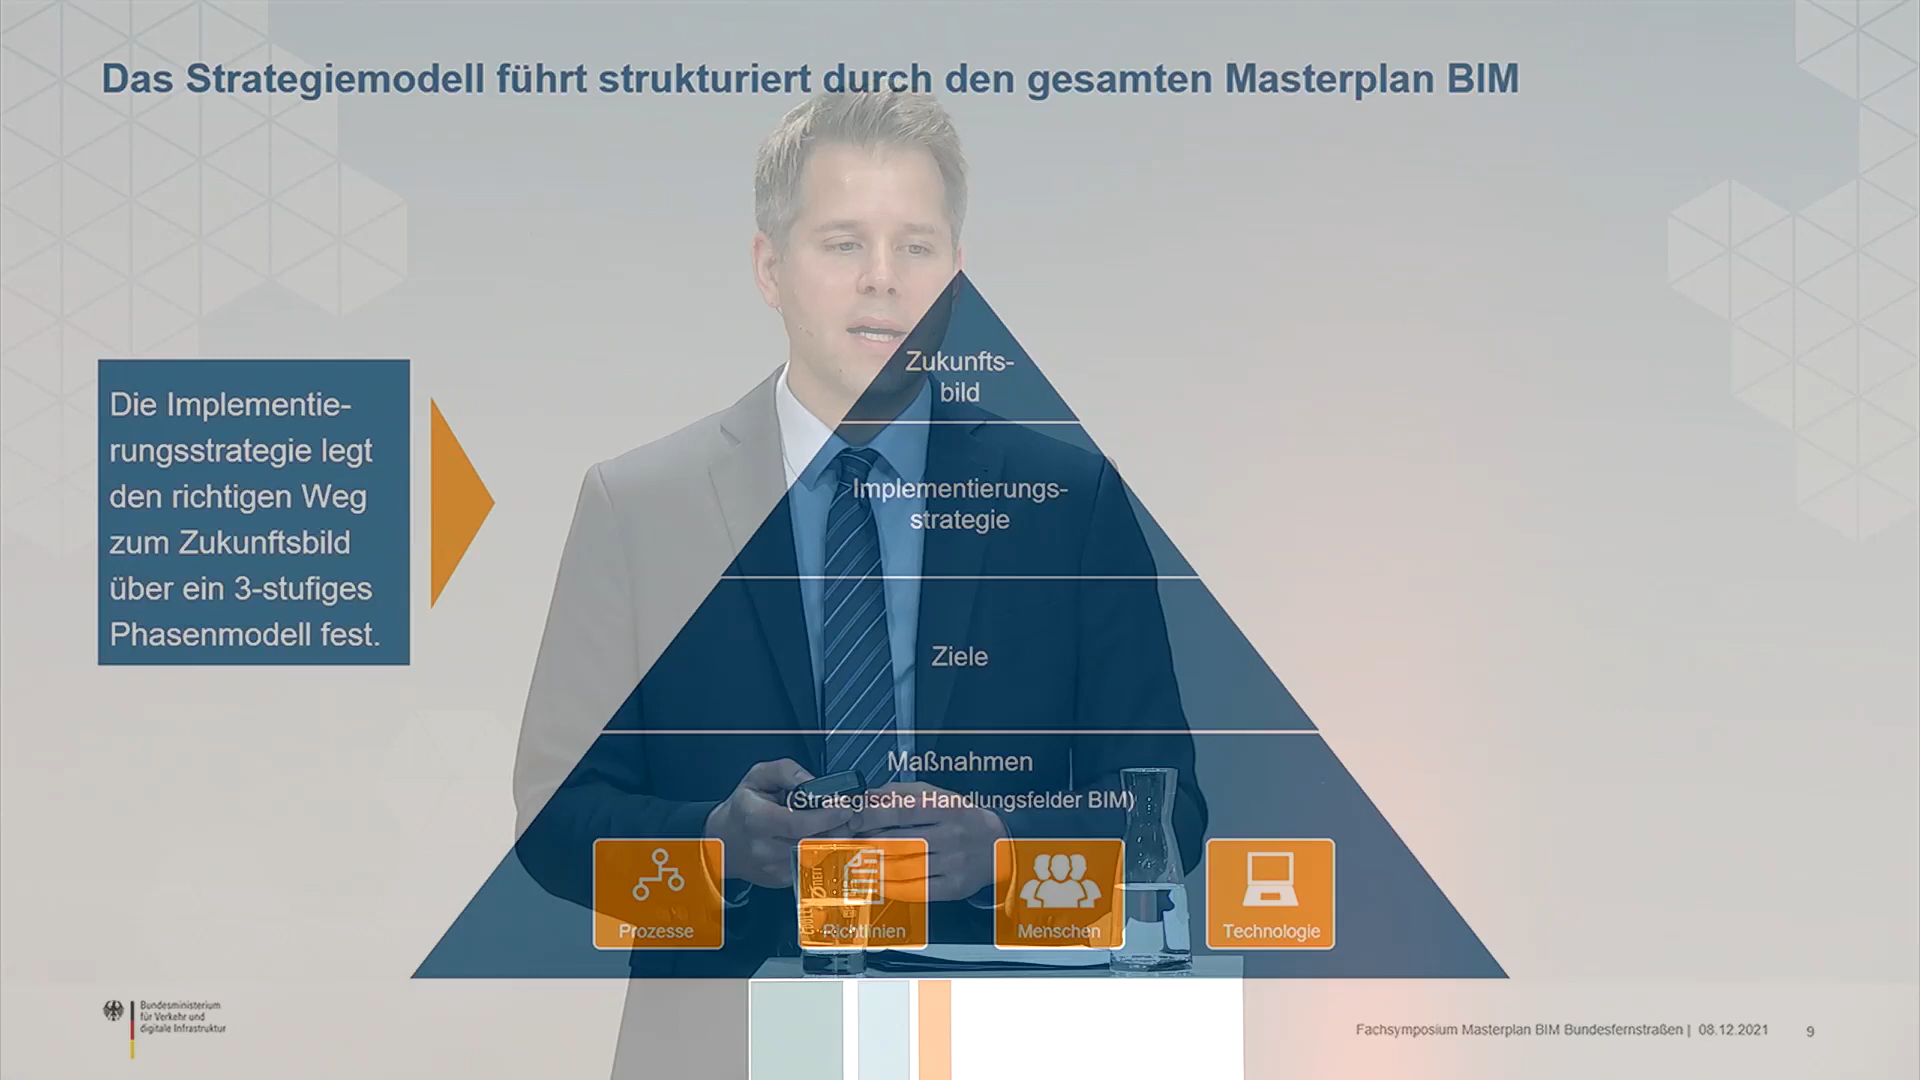 Das Strategiemodell führt strukturiert durch den gesamten Masterplan BIM
Die Implementie-
rungsstrategie legt
den richtigen Weg
zum Zukunftsbild
über ein 3-stufiges
Phasenmodell fest.
Zukunfts-
bild
Implementierungs-
strategie
Ziele
Maßnahmen
(Strategische Handlungsfelder BIM)
Prozesse
Richtlinien
Menschen
Technologie
Bundesministerium
für Verkehr und
digitale Infrastruktur
Fachsymposium Masterplan BIM Bundesfernstraßen | 08.12.2021 9